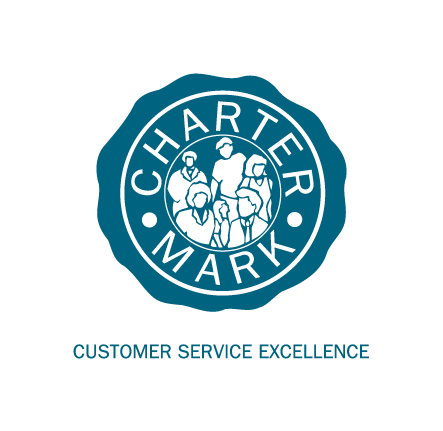 CHARTER
MARK
CUSTOMER SERVICE EXCELLENCE